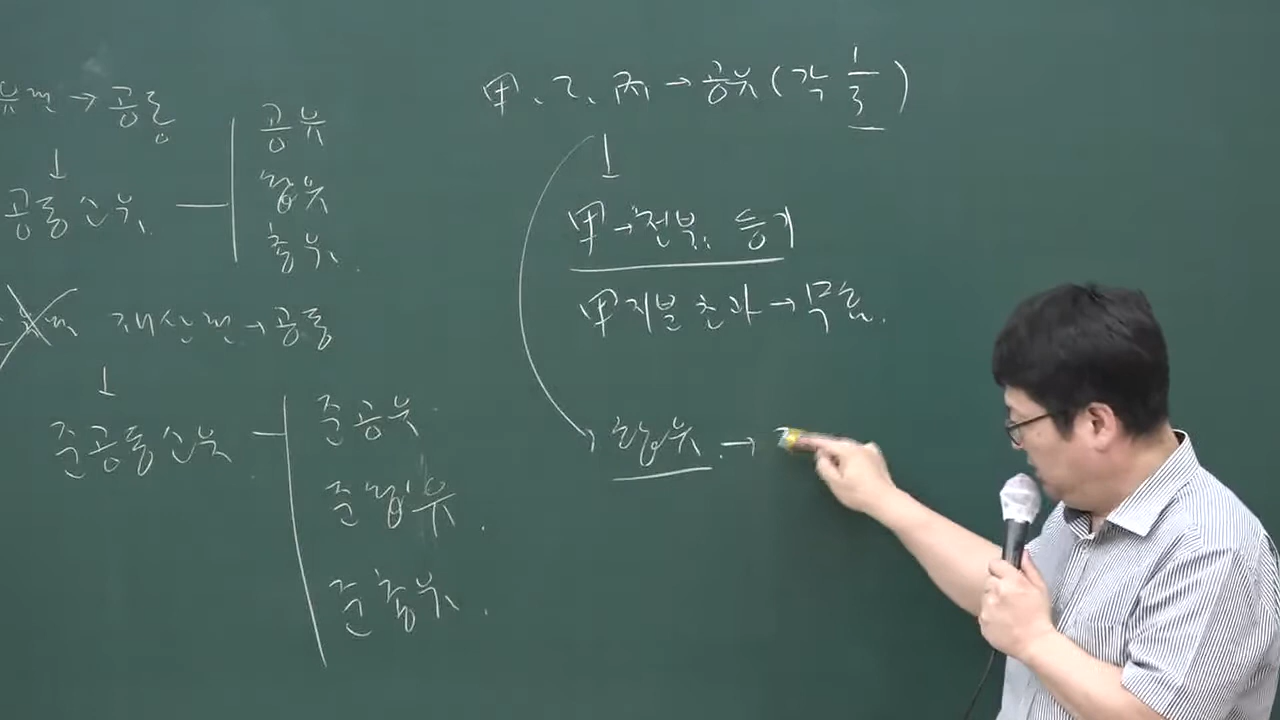 유권 → 공동
↓
공동소유
공유
합유
총유
재산권 → 공동
↓
준공동소유
준공유
준합유
준총유
甲、乙、丙 → 공유 (각 1/3)
↓
甲 → 전부 등기
甲 지분 초과 → 무효.
합유 →